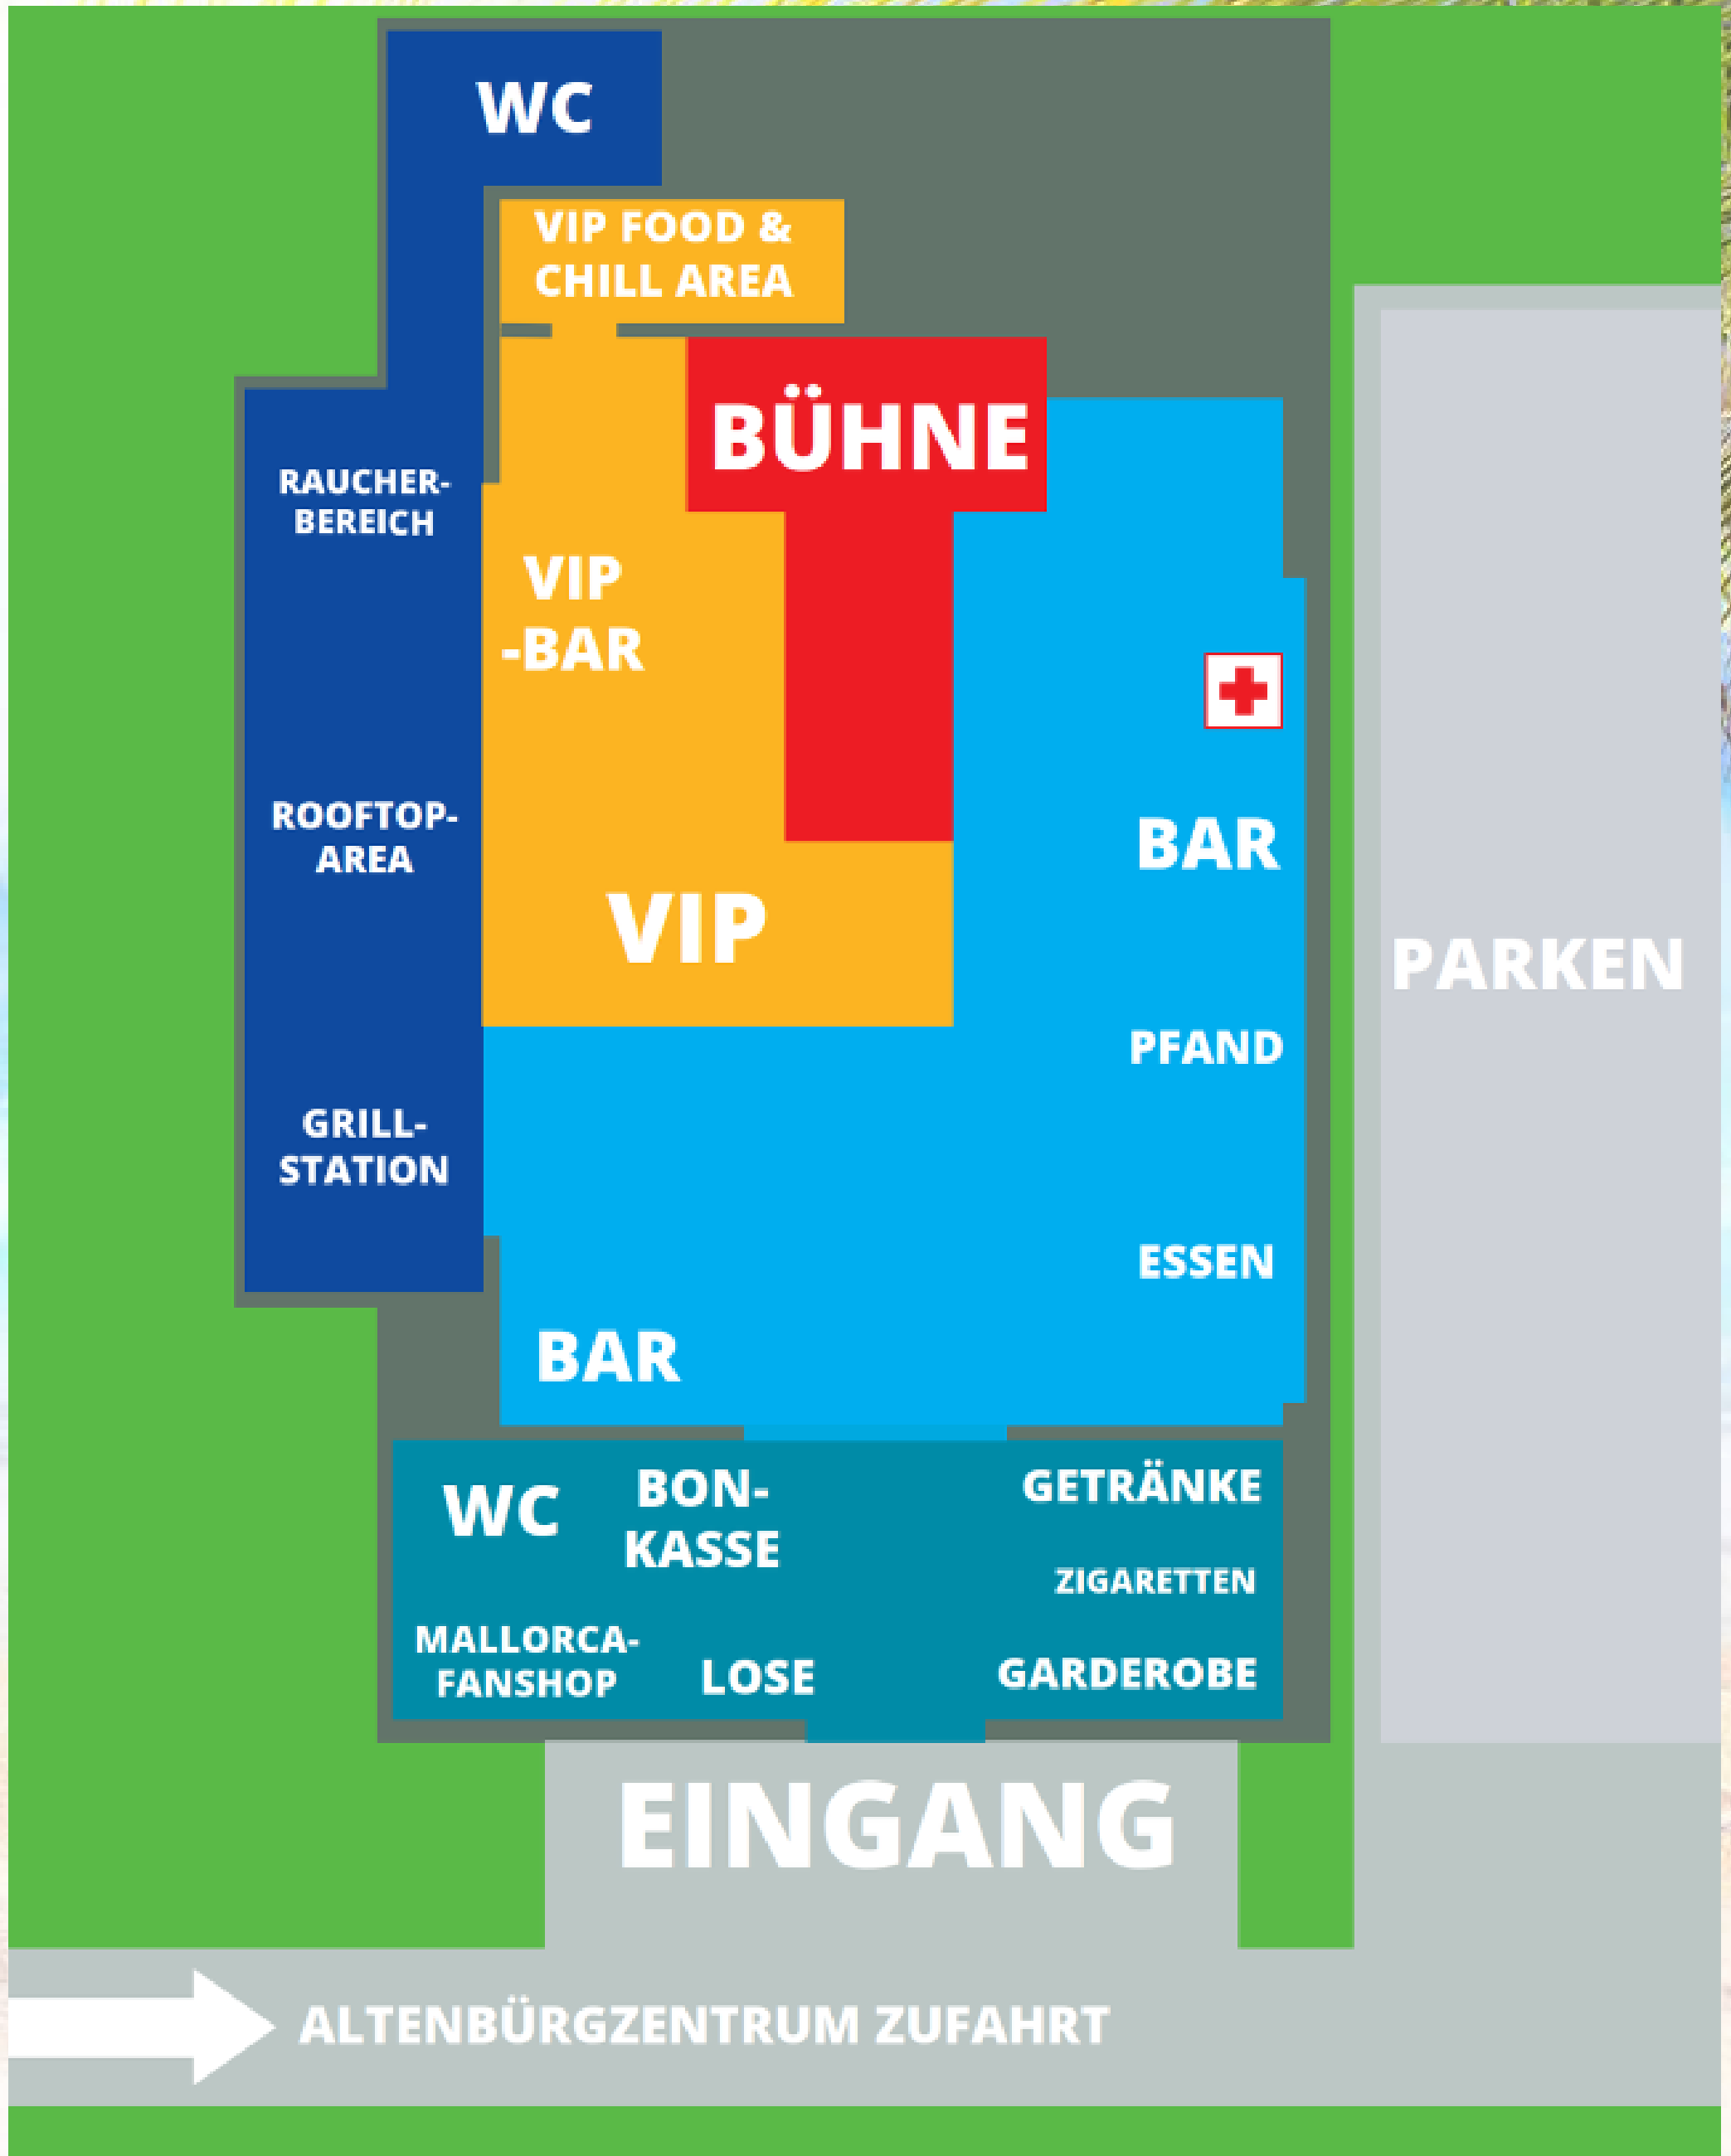 WC
VIP FOOD &
CHILL AREA
BÜHNE
RAUCHER-
BEREICH
VIP
-BAR
ROOFTOP-
AREA
BAR
VIP
PARKEN
PFAND
GRILL-
STATION
ESSEN
BAR
WC
BON-
KASSE
GETRÄNKE
ZIGARETTEN
MALLORCA-
FANSHOP
LOSE
GARDEROBE
EINGANG
ALTENBÜRGZENTRUM ZUFAHRT